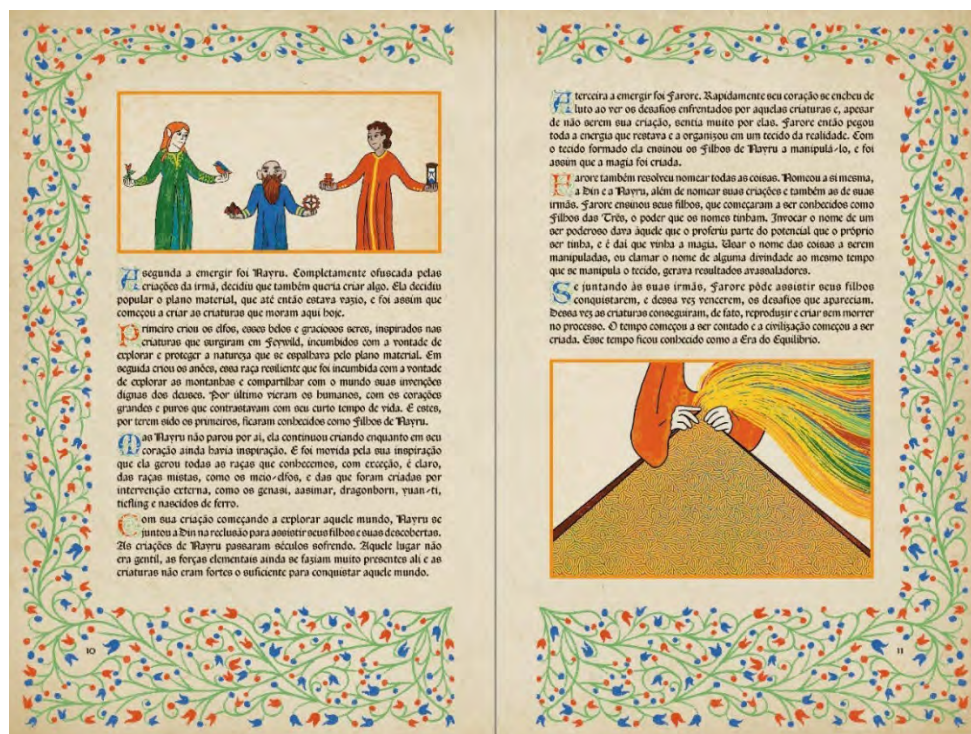 A segunda a emergir foi Nayru. Completamente ofuscada pelas
criações da irmã, decidiu que também queria criar algo. Ela decidiu
popular o plano material, que até então estava vazio, e foi assim que
começou a criar as criaturas que moram aqui hoje.
Primeiro criou os elfos, esses belos e graciosos seres, inspirados nas
criaturas que surgiram em Feywild, incumbidos com a vontade de
explorar e proteger a natureza que se espalhava pelo plano material. Em
seguida criou os anões, essa raça resiliente que foi incumbida com a vontade
de explorar as montanhas e compartilhar com o mundo suas invenções
dignas dos deuses. Por último vieram os humanos, com os corações
grandes e puros que contrastavam com seu curto tempo de vida. E estes,
por terem sido os primeiros, ficaram conhecidos como Filhos de Nayru.
Mas Nayru não parou por aí, ela continuou criando enquanto em seu
coração ainda havia inspiração. E foi movida pela sua inspiração
que ela gerou todas as raças que conhecemos, com exceção, é claro,
das raças mistas, como os meio-elfos, e das que foram criadas por
intervenção externa, como os genasi, aasimar, dragonborn, yuan-ti,
tiefling e nascidos de ferro.
Com sua criação começando a explorar aquele mundo, Nayru se
juntou a Din na reclusão para assistir seus filhos e suas descobertas.
As criações de Nayru passaram séculos sofrendo. Aquele lugar não
era gentil, as forças elementais ainda se faziam muito presentes ali e as
criaturas não eram fortes o suficiente para conquistar aquele mundo.
10
A terceira a emergir foi Farore. Rapidamente seu coração se encheu de
luto ao ver os desafios enfrentados por aquelas criaturas e, apesar
de não serem sua criação, sentia muito por elas. Farore então pegou
toda a energia que restava e a organizou em um tecido da realidade. Com
o tecido formado ela ensinou os Filhos de Nayru a manipulá-lo, e foi
assim que a magia foi criada.
Farore também resolveu nomear todas as coisas. Nomeou a si mesma,
a Din e a Nayru, além de nomear suas criações e também as de suas
irmãs. Farore ensinou seus filhos, que começaram a ser conhecidos como
Filhos das Três, o poder que os nomes tinham. Invocar o nome de um
ser poderoso dava àquele que o proferiu parte do potencial que o próprio
ser tinha, e é daí que vinha a magia. Usar o nome das coisas a serem
manipuladas, ou clamar o nome de alguma divindade ao mesmo tempo
que se manipula o tecido, gerava resultados avassaladores.
Se juntando às suas irmãs, Farore pôde assistir seus filhos
conquistarem, e dessa vez vencerem, os desafios que apareciam.
Dessa vez as criaturas conseguiram, de fato, reproduzir e criar sem morrer
no processo. O tempo começou a ser contado e a civilização começou a ser
criada. Esse tempo ficou conhecido como a Era do Equilíbrio.
11